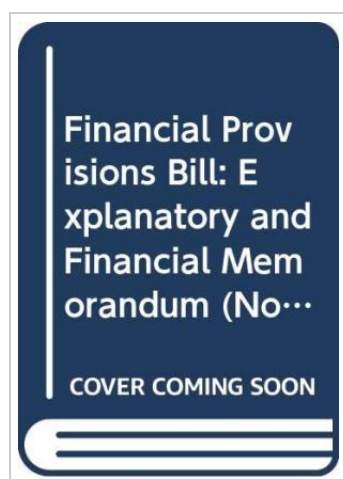 Financial Prov
isions Bill: E
xplanatory and
Financial Mem
orandum (No…
COVER COMING SOON